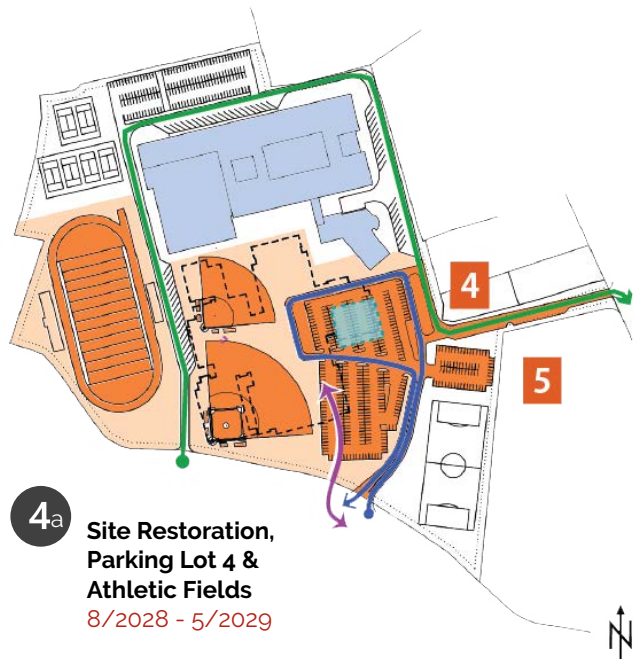 4
5
4a
Site Restoration,
Parking Lot 4 &
Athletic Fields
8/2028 - 5/2029
N